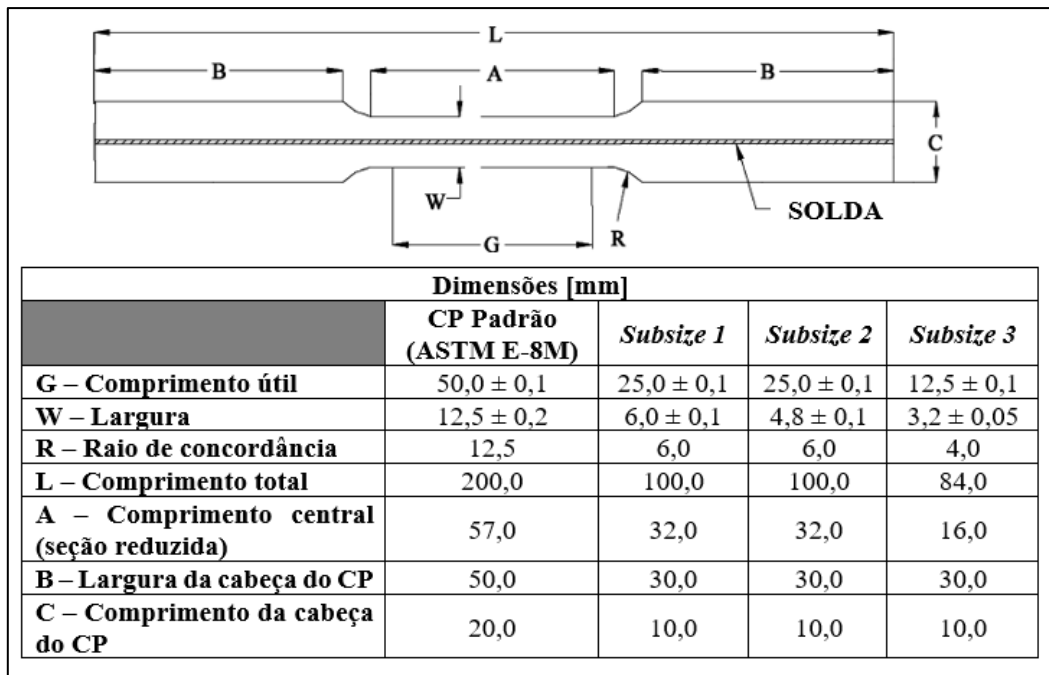 L
B
A
B
C
W
SOLDA
G
R
Dimensões [mm]
CP Padrão
(ASTM E-8M)
Subsize 1
Subsize 2
Subsize 3
G – Comprimento útil
50,0 ± 0,1
25,0 ± 0,1
25,0 ± 0,1
12,5 ± 0,1
W – Largura
12,5 ± 0,2
6,0 ± 0,1
4,8 ± 0,1
3,2 ± 0,05
R – Raio de concordância
12,5
6,0
6,0
4,0
L – Comprimento total
200,0
100,0
100,0
84,0
A – Comprimento central
(seção reduzida)
57,0
32,0
32,0
16,0
B – Largura da cabeça do CP
50,0
30,0
30,0
30,0
C – Comprimento da cabeça
do CP
20,0
10,0
10,0
10,0